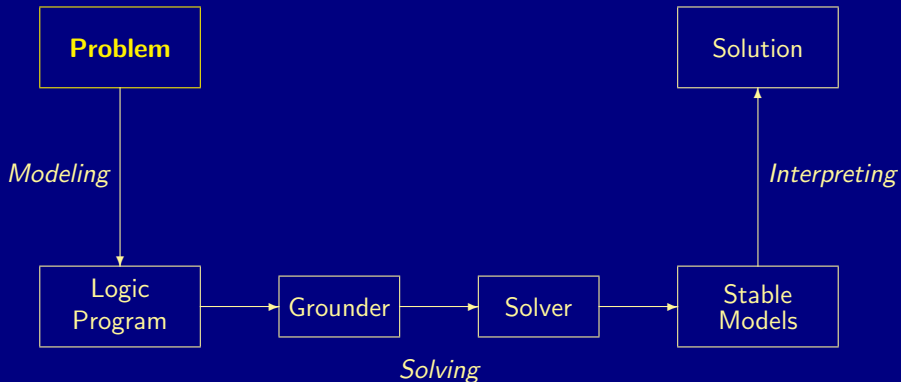 Problem
Solution
Modeling
Interpreting
Logic
Program
Grounder
Solver
Stable
Models
Solving